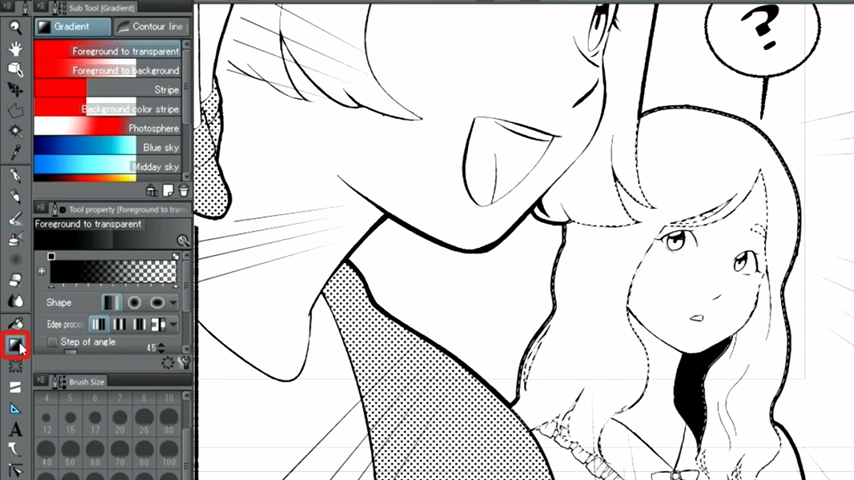 Sub Tool [Gradient]
Gradient
Contour line
Foreground to transparent
Foreground to background
Stripe
Background color stripe
Photosphere
Blue sky
Midday sky
Tool property [Foreground to tran
Foreground to transparent
Shape
Edge proce
Step of angle
45
Brush Size
4 5 6 7 8 10
12 15 17 20 25 30
40 50 60 70 80 100
A
?